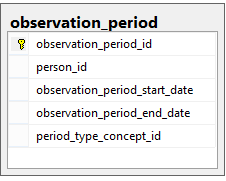 observation_period
observation_period_id
person_id
observation_period_start_date
observation_period_end_date
period_type_concept_id